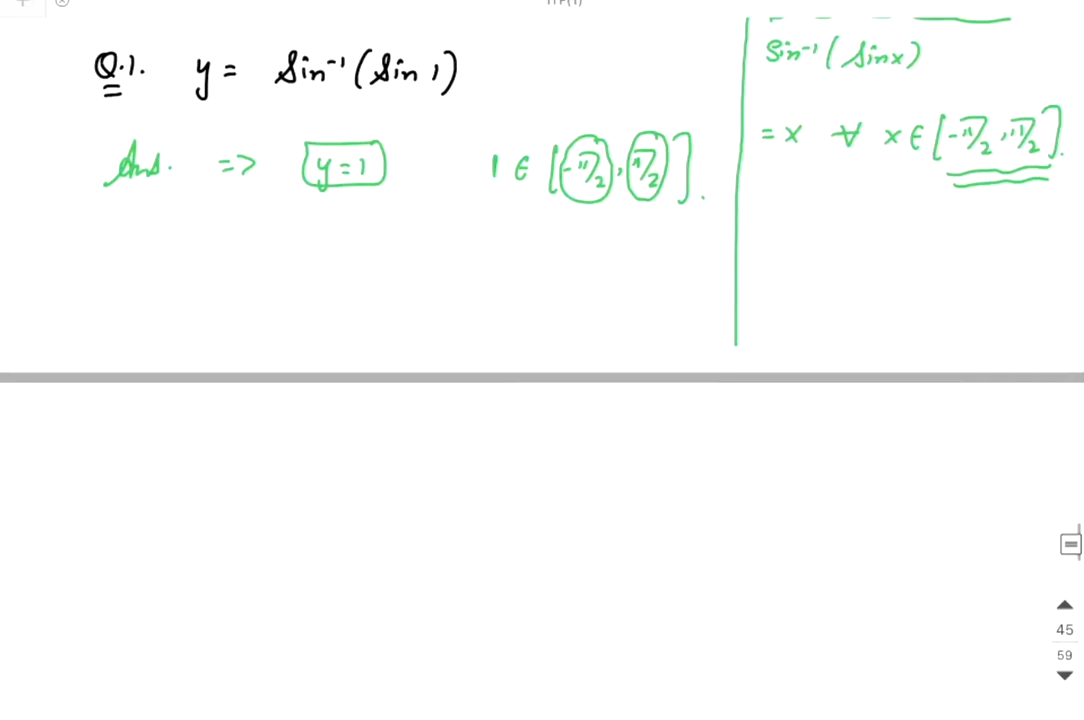 Q.1. y = Sin⁻¹(Sin 1)
Ans. => y=1 1 ∈ [-π/2, π/2].
Sin⁻¹(Sinx)
= x ∀ x ∈ [-π/2, π/2].
45
59